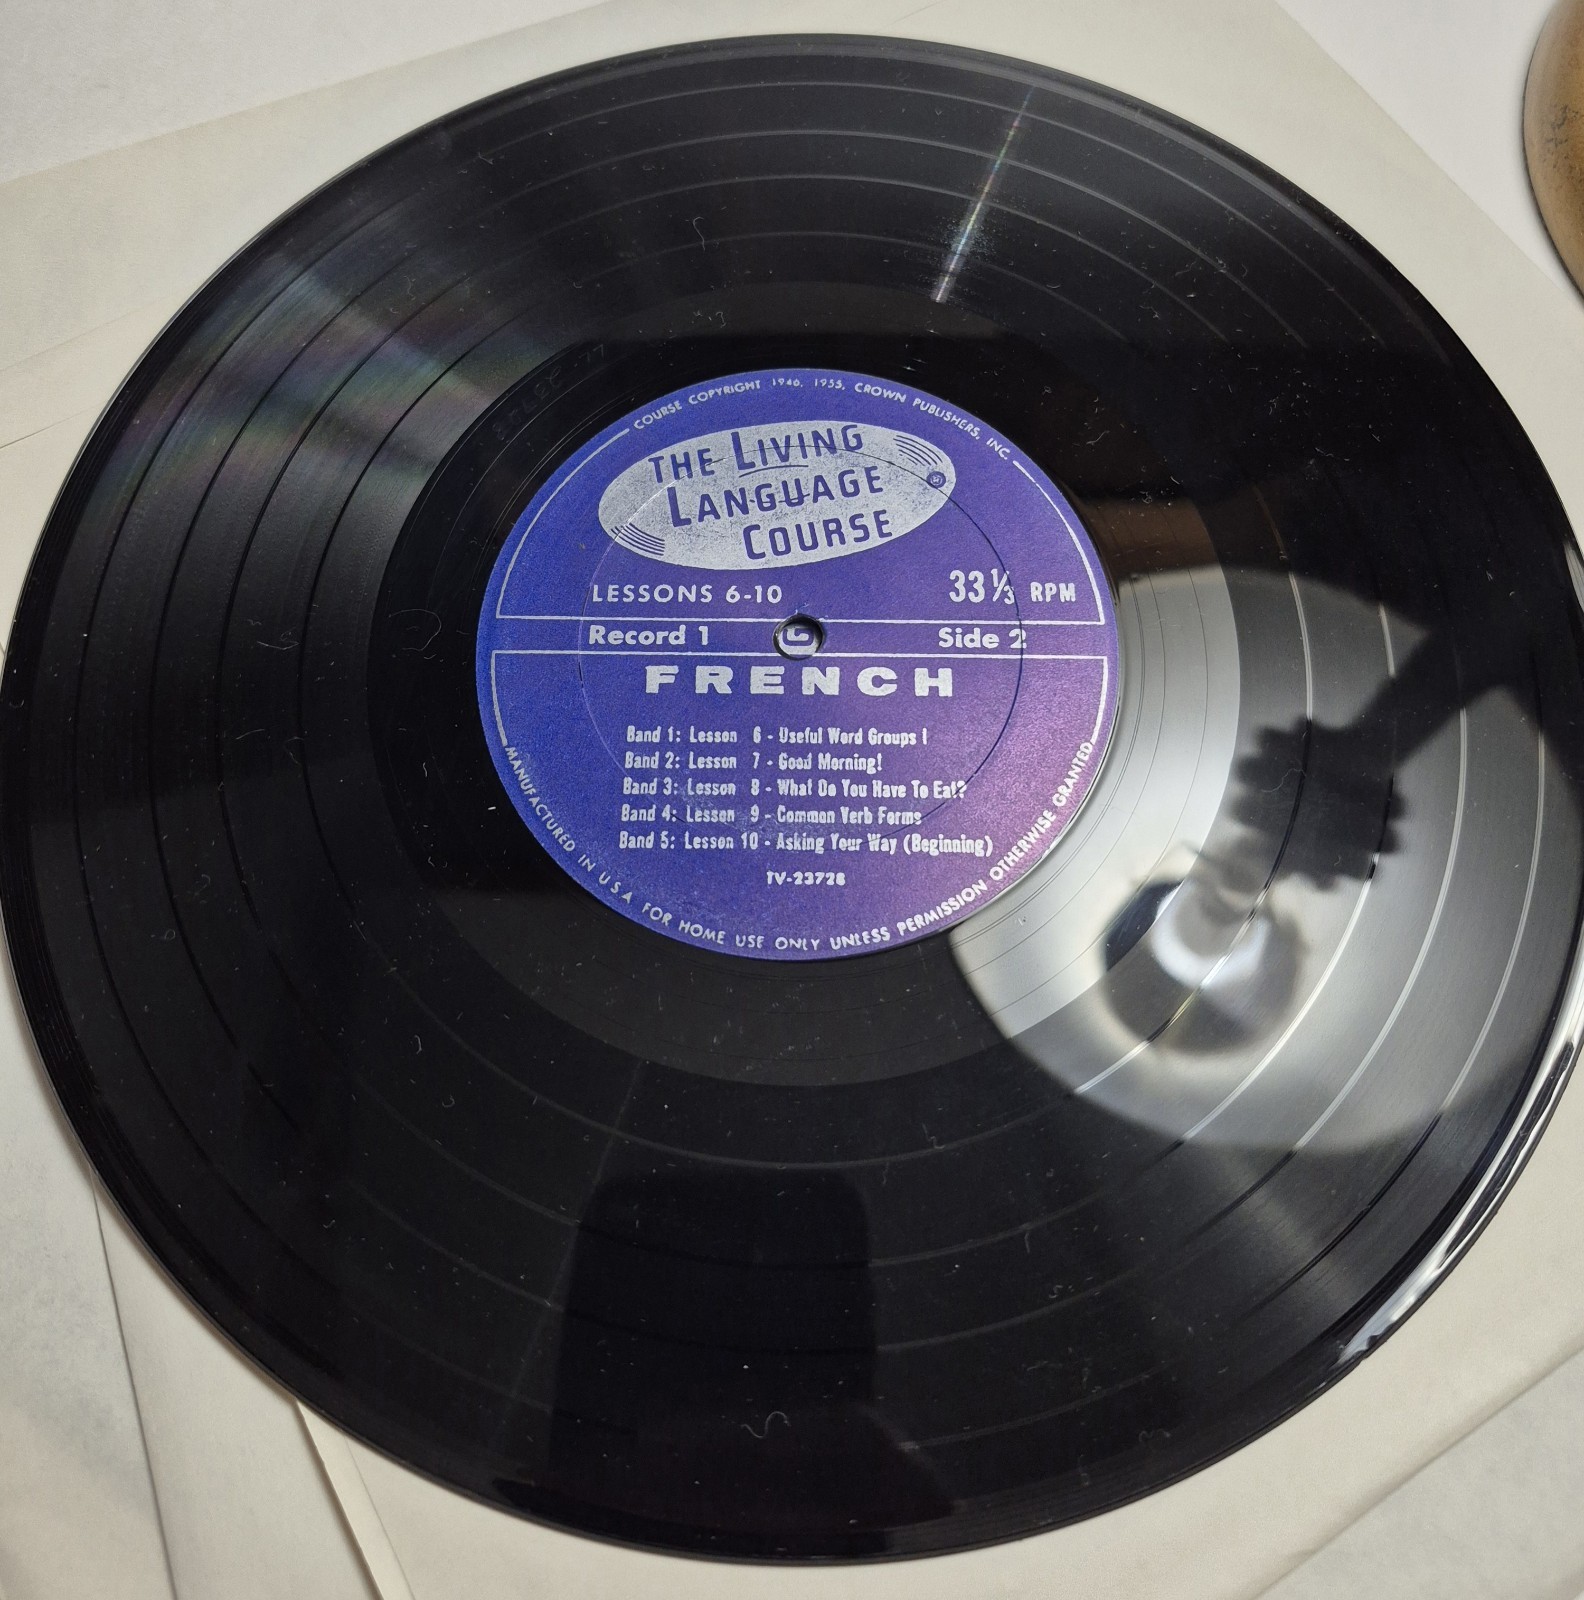 COURSE COPYRIGHT 1946, 1955, CROWN PUBLISHERS, INC.
THE LIVING
LANGUAGE
COURSE
LESSONS 6-10
33⅓ RPM
Record 1
Side 2
FRENCH
Band 1: Lesson 6 - Useful Word Groups I
Band 2: Lesson 7 - Good Morning!
Band 3: Lesson 8 - What Do You Have To Eat?
Band 4: Lesson 9 - Common Verb Forms
Band 5: Lesson 10 - Asking Your Way (Beginning)
TV-23728
MANUFACTURED IN U S A FOR HOME USE ONLY UNLESS PERMISSION OTHERWISE GRANTED